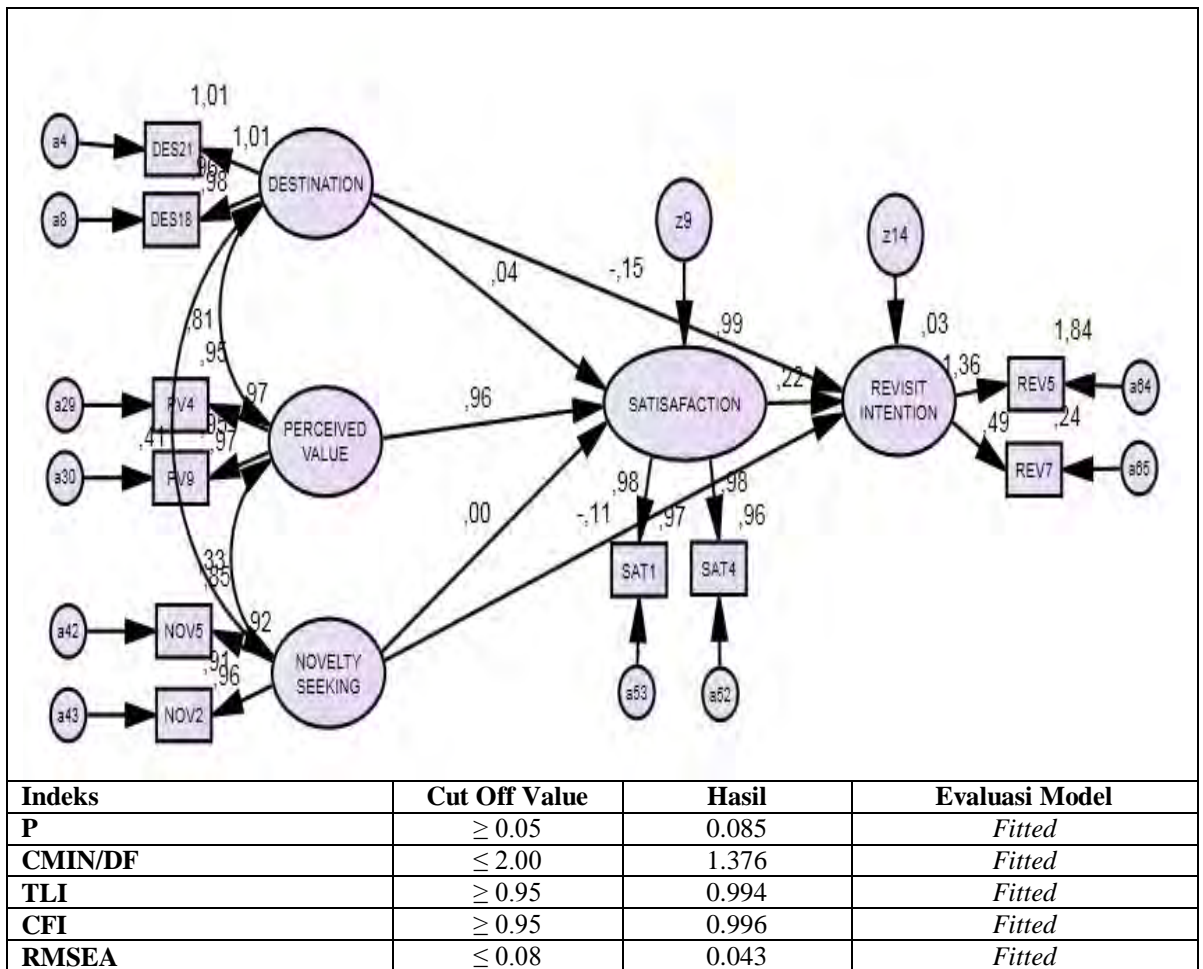 1,01
a4
DES21
1,01
,98
DESTINATION
a8
DES18
z9
z14
,04
-,15
,99
,03
1,84
,81
,95
,97
,96
,22
1,36
REV5
a64
a29
PV4
PERCEIVED
VALUE
SATISAFACTION
REVISIT
INTENTION
,24
,41
,97
,49
a30
PV9
REV7
a65
,00
-,11
,98
,97
,98
,96
,33
,85
SAT1
SAT4
a42
NOV5
,92
NOVELTY
SEEKING
,91
,96
a43
NOV2
a53
a52
Indeks Cut Off Value Hasil Evaluasi Model
P ≥ 0.05 0.085 Fitted
CMIN/DF ≤ 2.00 1.376 Fitted
TLI ≥ 0.95 0.994 Fitted
CFI ≥ 0.95 0.996 Fitted
RMSEA ≤ 0.08 0.043 Fitted